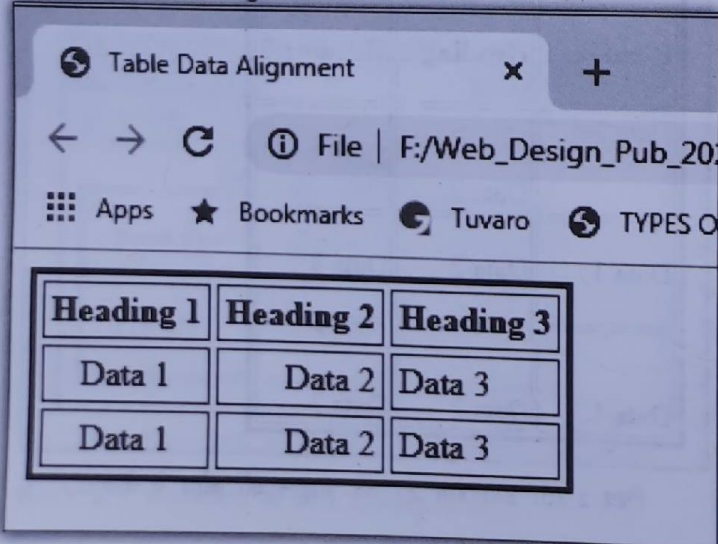 Table Data Alignment
File | F:/Web_Design_Pub_202
Apps Bookmarks Tuvaro TYPES O
Heading 1 Heading 2 Heading 3
Data 1 Data 2 Data 3
Data 1 Data 2 Data 3